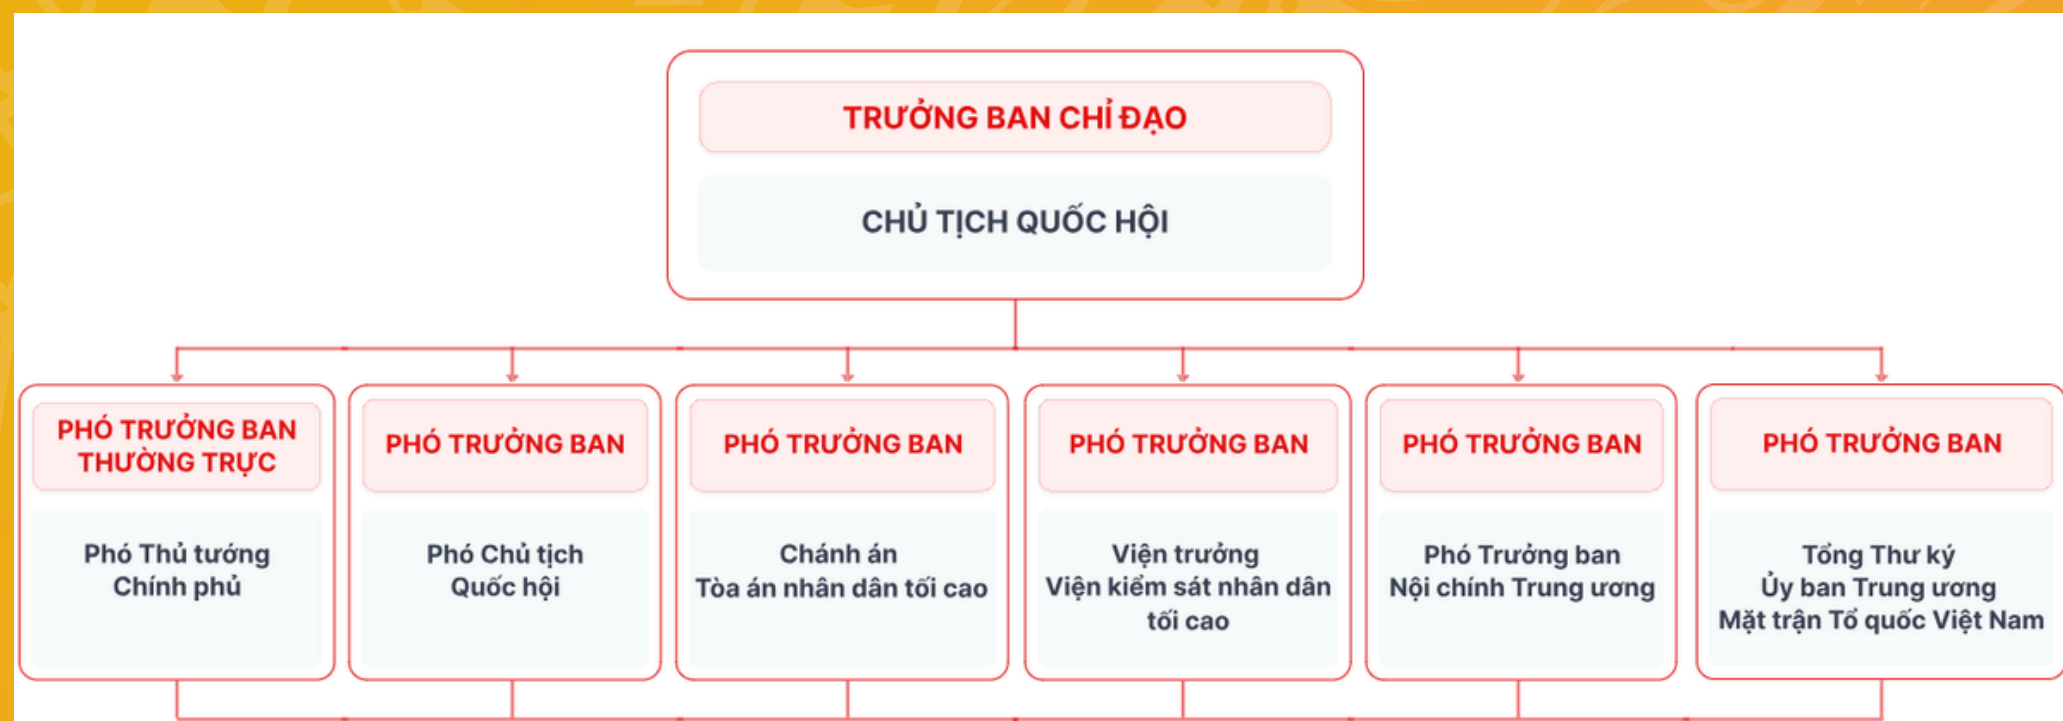 TRƯỞNG BAN CHỈ ĐẠO
CHỦ TỊCH QUỐC HỘI
PHÓ TRƯỞNG BAN
THƯỜNG TRỰC
Phó Thủ tướng
Chính phủ
PHÓ TRƯỞNG BAN
Phó Chủ tịch
Quốc hội
PHÓ TRƯỞNG BAN
Chánh án
Tòa án nhân dân tối cao
PHÓ TRƯỞNG BAN
Viện trưởng
Viện kiểm sát nhân dân
tối cao
PHÓ TRƯỞNG BAN
Phó Trưởng ban
Nội chính Trung ương
PHÓ TRƯỞNG BAN
Tổng Thư ký
Ủy ban Trung ương
Mặt trận Tổ quốc Việt Nam